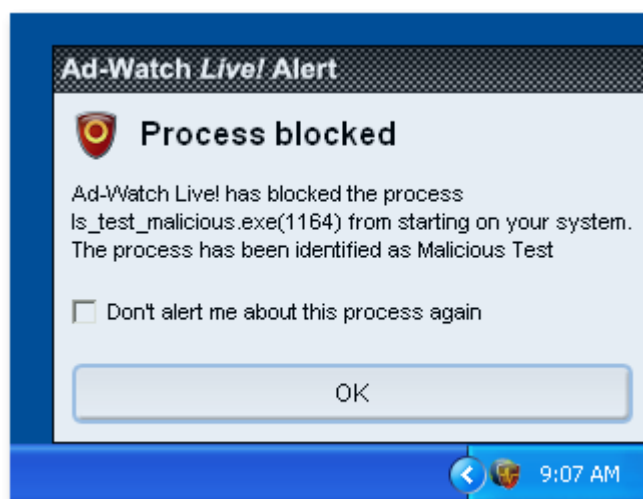 Ad-Watch Live! Alert
Process blocked
Ad-Watch Live! has blocked the process
ls_test_malicious.exe(1164) from starting on your system.
The process has been identified as Malicious Test
Don't alert me about this process again
OK
9:07 AM